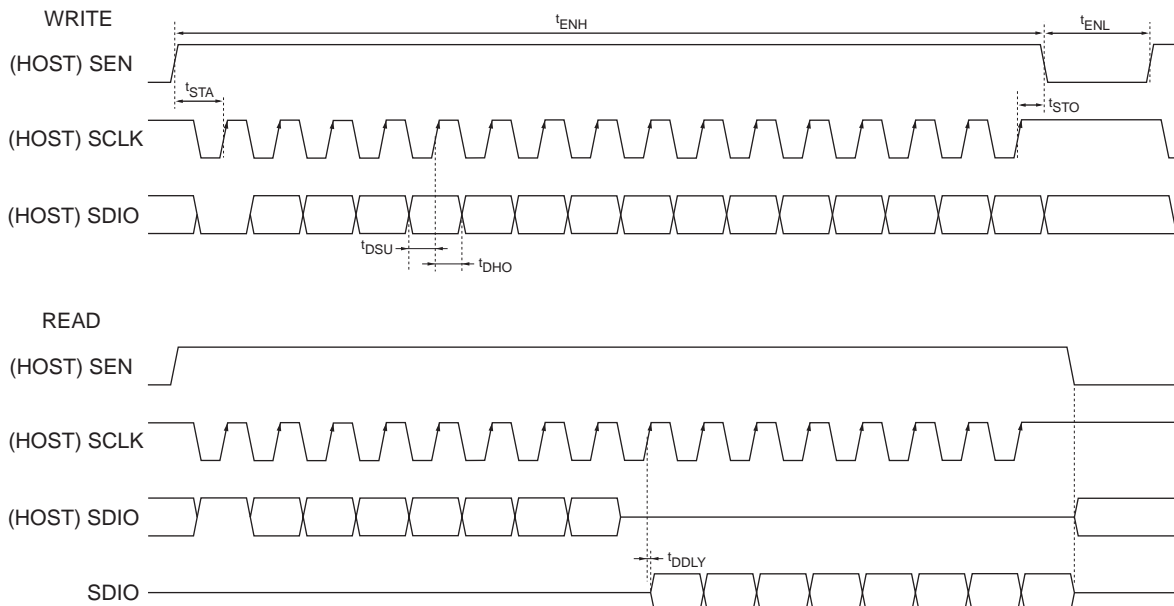 WRITE
tENH
tENL
(HOST) SEN
tSTA
tSTO
(HOST) SCLK
(HOST) SDIO
tDSU
tDHO
READ
(HOST) SEN
(HOST) SCLK
(HOST) SDIO
tDDLY
SDIO